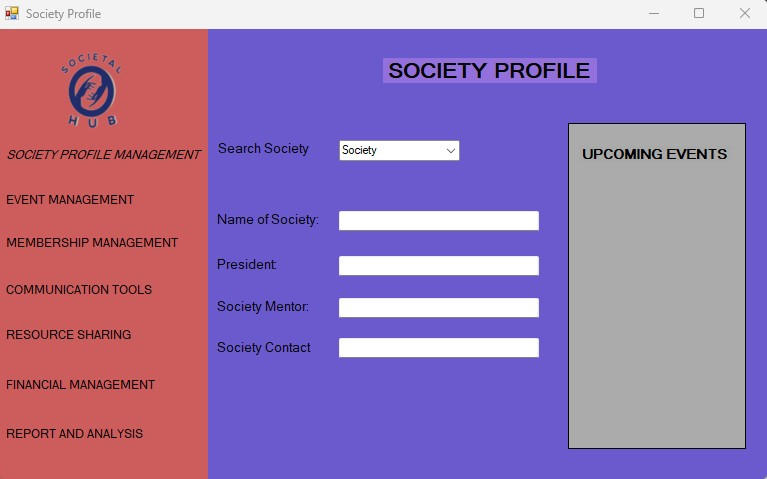 Society Profile
SOCIETAL
HUB
SOCIETY PROFILE MANAGEMENT
EVENT MANAGEMENT
MEMBERSHIP MANAGEMENT
COMMUNICATION TOOLS
RESOURCE SHARING
FINANCIAL MANAGEMENT
REPORT AND ANALYSIS
SOCIETY PROFILE
Search Society
Society
Name of Society:
President:
Society Mentor:
Society Contact
UPCOMING EVENTS